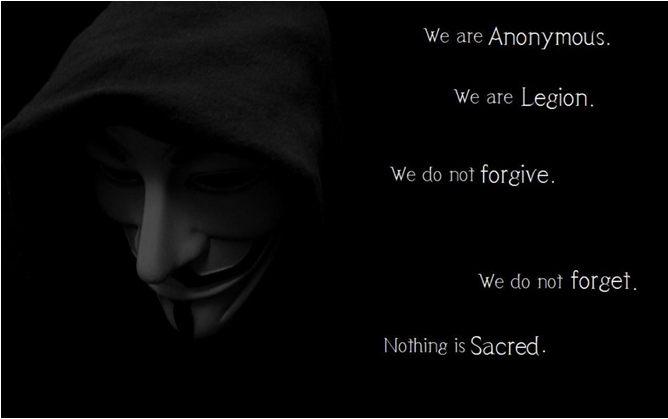 We are Anonymous.
We are Legion.
We do not forgive.
We do not forget.
Nothing is Sacred.